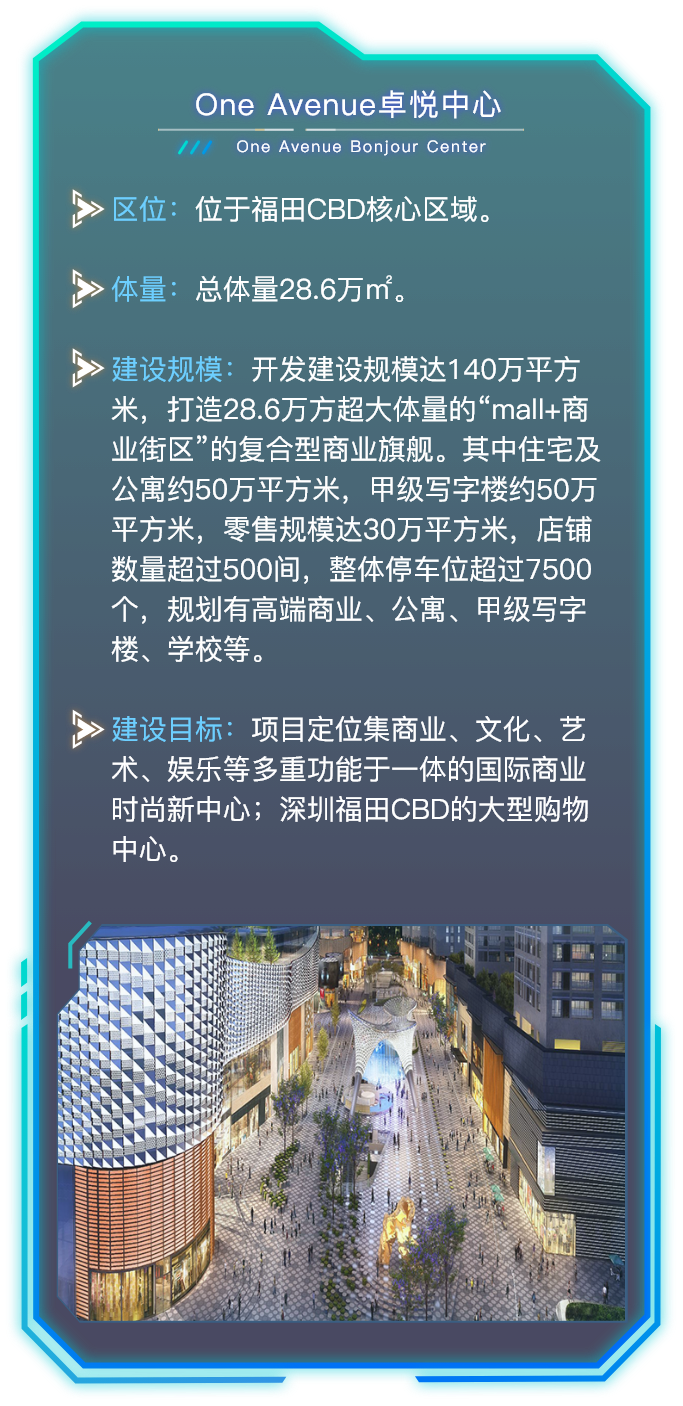 One Avenue卓悦中心
One Avenue Bonjour Center
区位：位于福田CBD核心区域。
体量：总体量28.6万㎡。
建设规模：开发建设规模达140万平方
米，打造28.6万方超大体量的“mall+商
业街区”的复合型商业旗舰。其中住宅及
公寓约50万平方米，甲级写字楼约50万
平方米，零售规模达30万平方米，店铺
数量超过500间，整体停车位超过7500
个，规划有高端商业、公寓、甲级写字
楼、学校等。
建设目标：项目定位集商业、文化、艺
术、娱乐等多重功能于一体的国际商业
时尚新中心；深圳福田CBD的大型购物
中心。